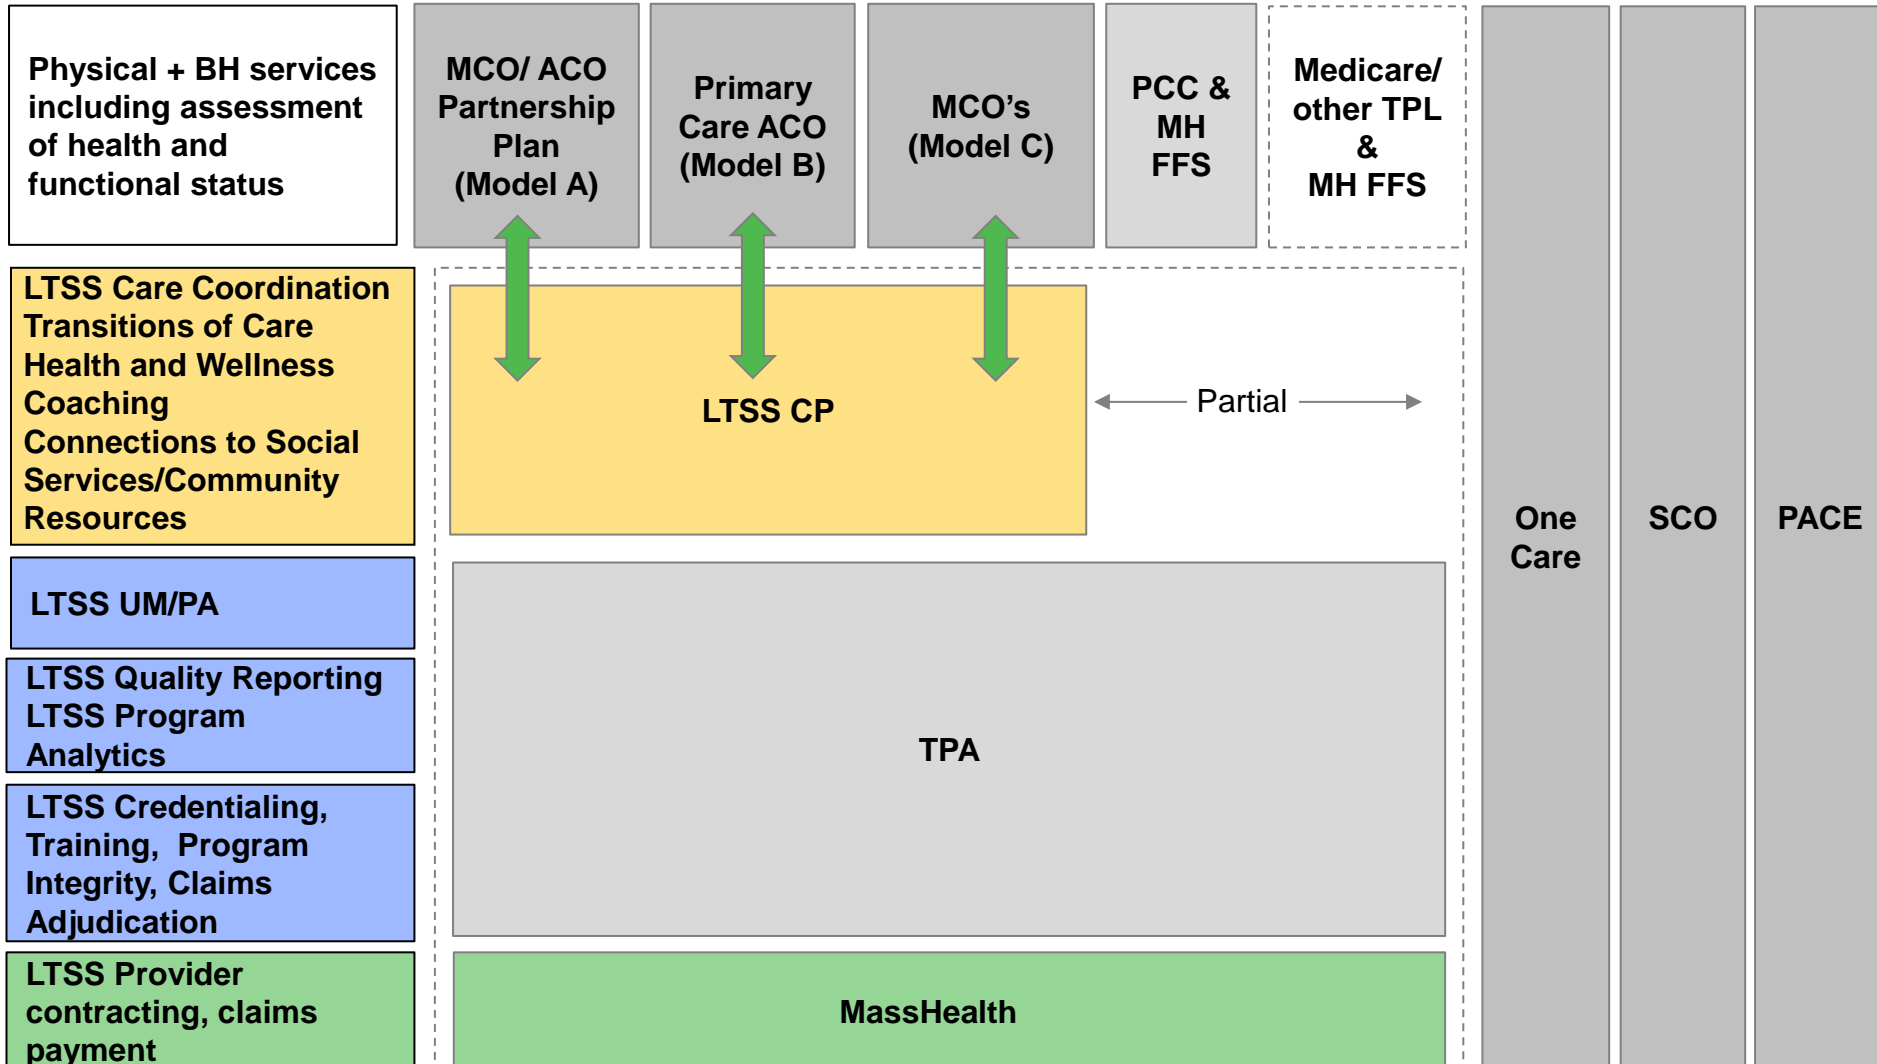 Physical + BH services
including assessment
of health and
functional status
MCO/ ACO
Partnership
Plan
(Model A)
Primary
Care ACO
(Model B)
MCO’s
(Model C)
PCC &
MH
FFS
Medicare/
other TPL
&
MH FFS
LTSS Care Coordination
Transitions of Care
Health and Wellness
Coaching
Connections to Social
Services/Community
Resources
LTSS CP
Partial
One
Care
SCO
PACE
LTSS UM/PA
LTSS Quality Reporting
LTSS Program
Analytics
TPA
LTSS Credentialing,
Training,  Program
Integrity, Claims
Adjudication
LTSS Provider
contracting, claims
payment
MassHealth